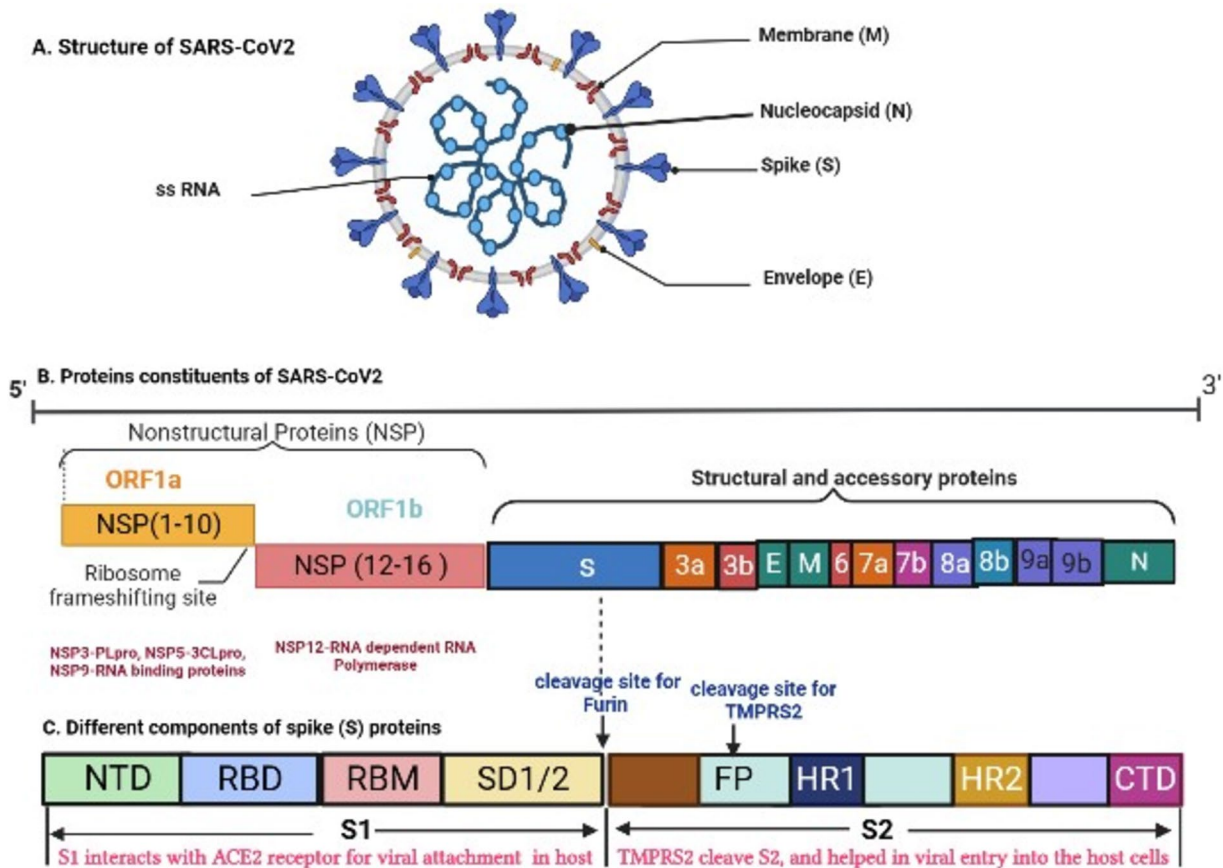 A. Structure of SARS-CoV2
Membrane (M)
Nucleocapsid (N)
Spike (S)
ss RNA
Envelope (E)
B. Proteins constituents of SARS-CoV2
5'
3'
Nonstructural Proteins (NSP)
ORF1a
ORF1b
Structural and accessory proteins
NSP(1-10)
NSP (12-16 )
S 3a 3b E M 6 7a 7b 8a 8b 9a 9b N
Ribosome
frameshifting site
NSP3-PLpro, NSP5-3CLpro,
NSP9-RNA binding proteins
NSP12-RNA dependent RNA
Polymerase
cleavage site for
Furin
cleavage site for
TMPRS2
C. Different components of spike (S) proteins
NTD RBD RBM SD1/2 FP HR1 HR2 CTD
S1 S2
S1 interacts with ACE2 receptor for viral attachment in host
TMPRS2 cleave S2, and helped in viral entry into the host cells